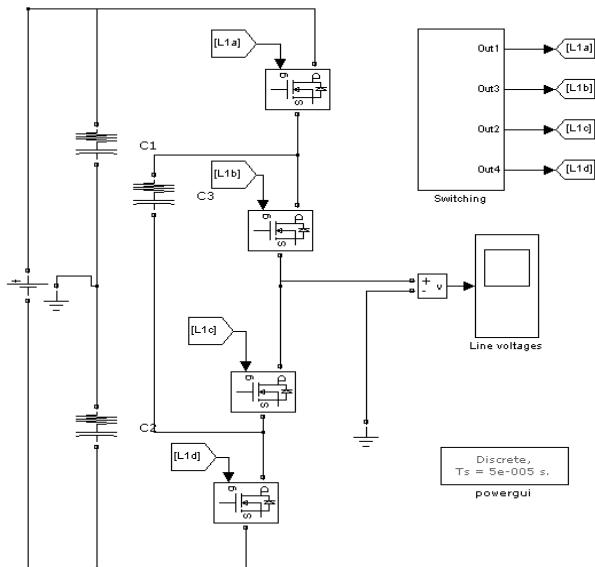 [L1a]
g
D
S
C1
[L1b]
C3
g
D
S
Out1
[L1a]
Out3
[L1b]
Out2
[L1c]
Out4
[L1d]
Switching
+
-
v
Line voltages
+
[L1c]
g
D
S
C2
[L1d]
g
D
S
Discrete,
Ts = 5e-005 s.
powergui